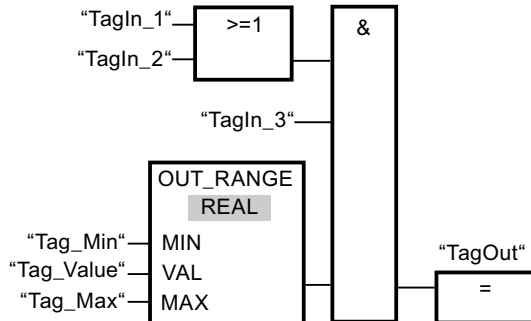 “TagIn_1“
>=1
&
“TagIn_2“
“TagIn_3“
OUT_RANGE
REAL
“Tag_Min“
MIN
“TagOut“
“Tag_Value“
VAL
=
“Tag_Max“
MAX